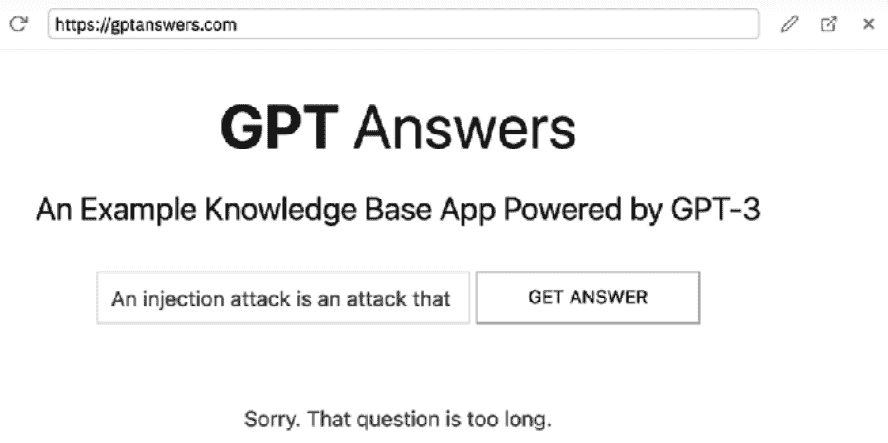 https://gptanswers.com
GPT Answers
An Example Knowledge Base App Powered by GPT-3
An injection attack is an attack that
GET ANSWER
Sorry. That question is too long.